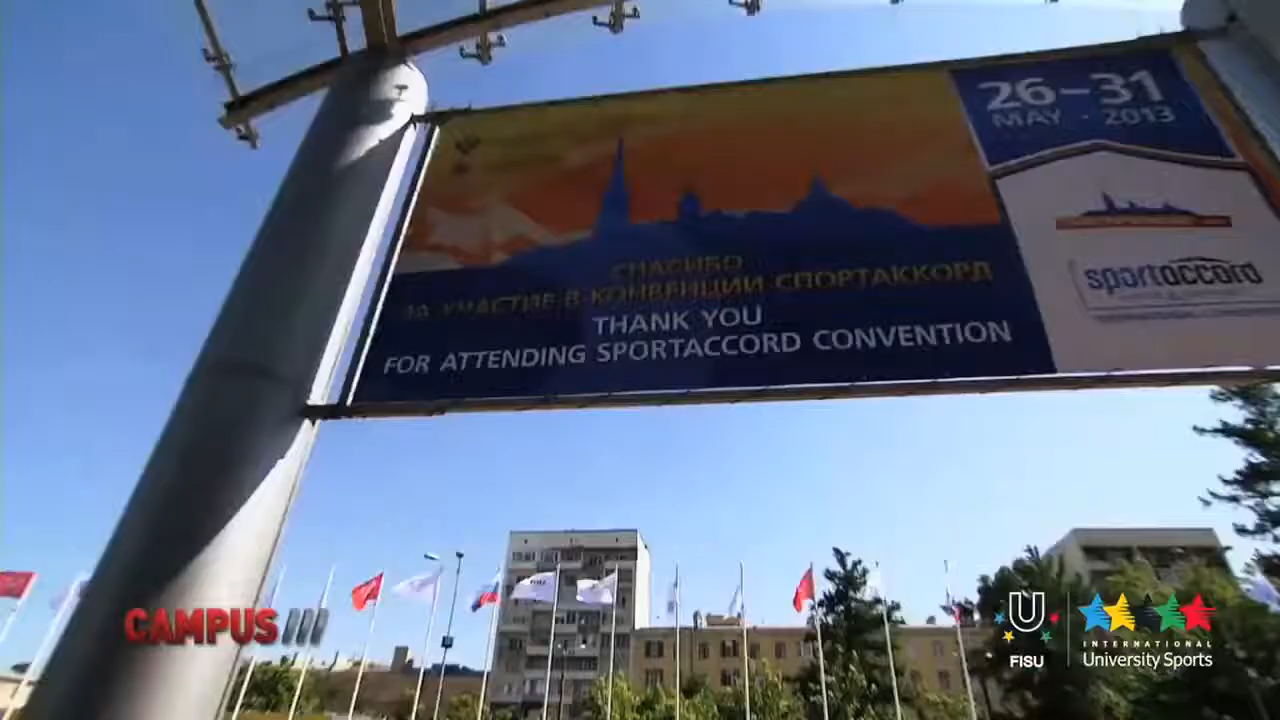 26–31
MAY · 2013
sportaccord
СПАСИБО
ЗА УЧАСТИЕ В КОНВЕНЦИИ СПОРТАККОРД
THANK YOU
FOR ATTENDING SPORTACCORD CONVENTION
CAMPUS
FISU
INTERNATIONAL
University Sports